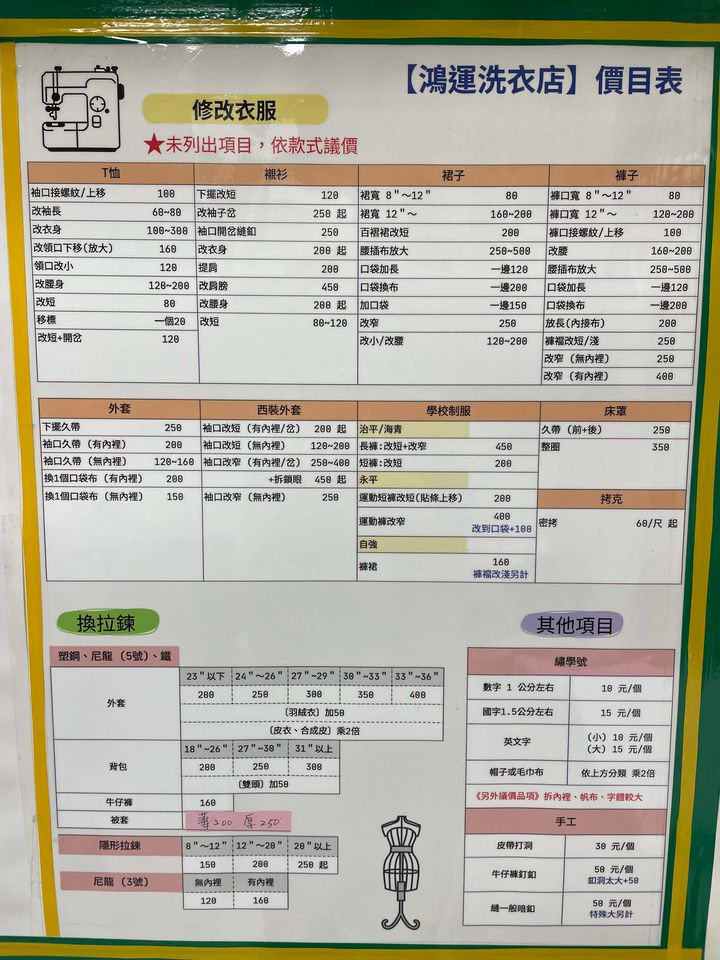 【鴻運洗衣店】價目表
修改衣服
★未列出項目，依款式議價
T恤
袖口接螺紋/上移 100
改袖長 60~80
改衣身 100~300
改領口下移(放大) 160
領口改小 120
改腰身 120~200
改短 80
移標 一個20
改短+開岔 120
襯衫
下擺改短 120
改袖子岔 250 起
袖口開岔縫釦 250
改衣身 200 起
提肩 200
改肩膀 450
改腰身 200 起
改短 80~120
裙子
裙寬 8"～12" 80
裙寬 12"～ 160~200
百褶裙改短 200
腰插布放大 250~500
口袋加長 一邊120
口袋換布 一邊200
加口袋 一邊150
改窄 250
改小/改腰 120~200
褲子
褲口寬 8"～12" 80
褲口寬 12"～ 120~200
褲口接螺紋/上移 100
改腰 160~200
腰插布放大 250~500
口袋加長 一邊120
口袋換布 一邊200
放長(內接布) 200
褲襠改短/淺 250
改窄 (無內裡) 250
改窄 (有內裡) 400
外套
下擺久帶 250
袖口久帶 (有內裡) 200
袖口久帶 (無內裡) 120~160
換1個口袋布 (有內裡) 200
換1個口袋布 (無內裡) 150
西裝外套
袖口改短 (有內裡/岔) 200 起
袖口改短 (無內裡) 120~200
袖口改窄 (有內裡/岔) 250~400
+拆鎖眼 450 起
袖口改窄 (無內裡) 250
學校制服
治平/海青
長褲:改短+改窄 450
短褲:改短 200
永平
運動短褲改短(貼條上移) 200
運動褲改窄 400
改到口袋+100
自強
褲裙 160
褲襠改淺另計
床罩
久帶 (前+後) 250
整圈 350
拷克
密拷 60/尺 起
換拉鍊
塑鋼、尼龍 (5號)、鐵
外套
23"以下 24"～26" 27"~29" 30"~33" 33"~36"
200 250 300 350 400
〔羽絨衣〕加50
〔皮衣、合成皮〕乘2倍
背包
18"~26" 27"~30" 31"以上
200 250 300
〔雙頭〕加50
牛仔褲 160
被套 薄200 厚250
隱形拉鍊 8"～12" 12"～20" 20"以上
150 200 250 起
尼龍 (3號) 無內裡 有內裡
120 160
其他項目
繡學號
數字 1 公分左右 10 元/個
國字1.5公分左右 15 元/個
英文字 (小) 10 元/個
(大) 15 元/個
帽子或毛巾布 依上方分類 乘2倍
《另外議價品項》拆內裡、帆布、字體較大
手工
皮帶打洞 30 元/個
牛仔褲釘釦 50 元/個
釦洞太大+50
縫一般暗釦 50 元/個
特殊大另計